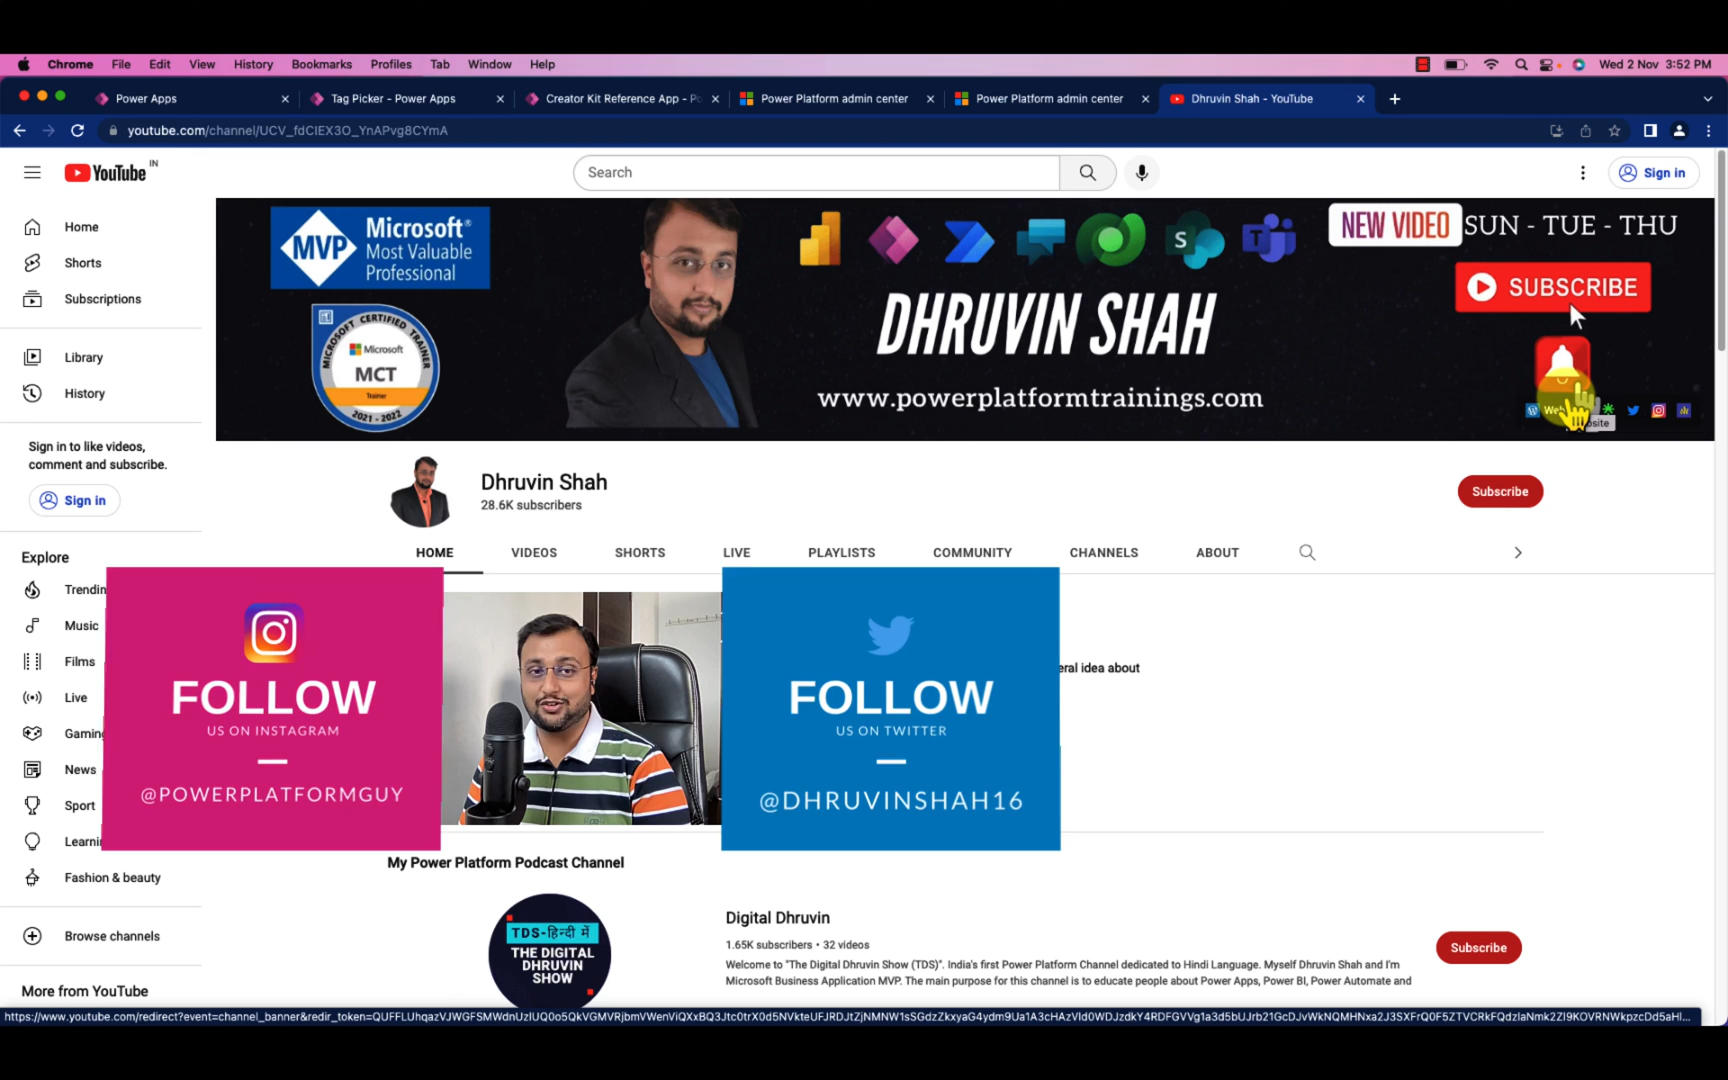 Chrome File Edit View History Bookmarks Profiles Tab Window Help Wed 2 Nov 3:52 PM
Power Apps
Tag Picker - Power Apps
Creator Kit Reference App - Po
Power Platform admin center
Power Platform admin center
Dhruvin Shah - YouTube
youtube.com/channel/UCV_fdCIEX3O_YnAPvg8CYmA
YouTube IN
Search
Sign in
Home
Shorts
Subscriptions
Library
History
Sign in to like videos,
comment and subscribe.
Sign in
Explore
Trendin
Music
Films
Live
Gaming
News
Sport
Learni
Fashion & beauty
Browse channels
More from YouTube
MVP
Microsoft®
Most Valuable
Professional
MICROSOFT CERTIFIED TRAINER
Microsoft
MCT
Trainer
2021 - 2022
DHRUVIN SHAH
www.powerplatformtrainings.com
NEW VIDEO SUN - TUE - THU
SUBSCRIBE
Dhruvin Shah
28.6K subscribers
Subscribe
HOME VIDEOS SHORTS LIVE PLAYLISTS COMMUNITY CHANNELS ABOUT
FOLLOW
US ON INSTAGRAM
@POWERPLATFORMGUY
FOLLOW
US ON TWITTER
@DHRUVINSHAH16
eral idea about
My Power Platform Podcast Channel
TDS-हिन्दी में
THE DIGITAL
DHRUVIN
SHOW
Digital Dhruvin
1.65K subscribers • 32 videos
Welcome to "The Digital Dhruvin Show (TDS)". India's first Power Platform Channel dedicated to Hindi Language. Myself Dhruvin Shah and I'm
Microsoft Business Application MVP. The main purpose for this channel is to educate people about Power Apps, Power BI, Power Automate and
Subscribe